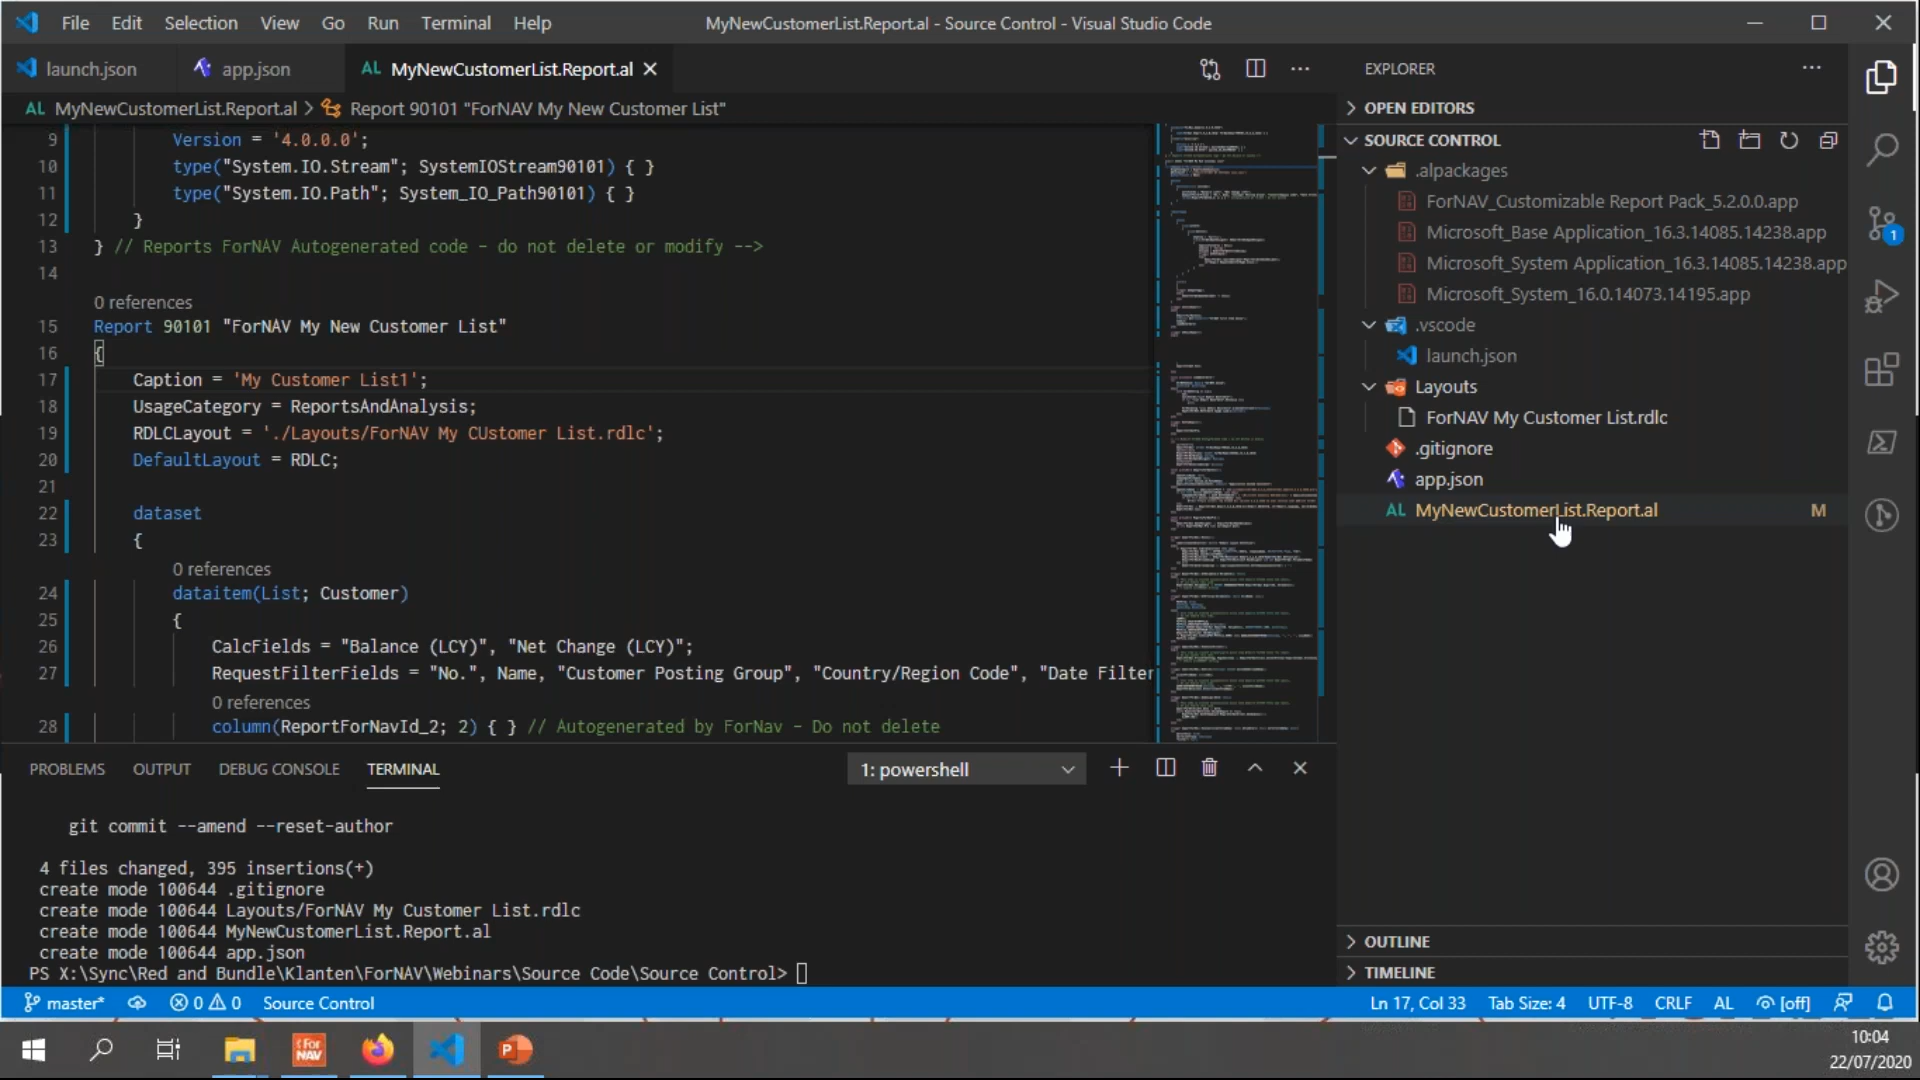 File Edit Selection View Go Run Terminal Help
MyNewCustomerList.Report.al - Source Control - Visual Studio Code
launch.json app.json AL MyNewCustomerList.Report.al
AL MyNewCustomerList.Report.al > Report 90101 "ForNAV My New Customer List"
9 Version = '4.0.0.0';
10 type("System.IO.Stream"; SystemIOStream90101) { }
11 type("System.IO.Path"; System_IO_Path90101) { }
12 }
13 } // Reports ForNAV Autogenerated code - do not delete or modify -->
14
0 references
15 Report 90101 "ForNAV My New Customer List"
16 {
17 Caption = 'My Customer List1';
18 UsageCategory = ReportsAndAnalysis;
19 RDLCLayout = './Layouts/ForNAV My CUstomer List.rdlc';
20 DefaultLayout = RDLC;
21
22 dataset
23 {
0 references
24 dataitem(List; Customer)
25 {
26 CalcFields = "Balance (LCY)", "Net Change (LCY)";
27 RequestFilterFields = "No.", Name, "Customer Posting Group", "Country/Region Code", "Date Filter
0 references
28 column(ReportForNavId_2; 2) { } // Autogenerated by ForNav - Do not delete
PROBLEMS OUTPUT DEBUG CONSOLE TERMINAL
1: powershell
git commit --amend --reset-author
4 files changed, 395 insertions(+)
create mode 100644 .gitignore
create mode 100644 Layouts/ForNAV My Customer List.rdlc
create mode 100644 MyNewCustomerList.Report.al
create mode 100644 app.json
PS X:\Sync\Red and Bundle\Klanten\ForNAV\Webinars\Source Code\Source Control>
EXPLORER
OPEN EDITORS
SOURCE CONTROL
.alpackages
ForNAV_Customizable Report Pack_5.2.0.0.app
Microsoft_Base Application_16.3.14085.14238.app
Microsoft_System Application_16.3.14085.14238.app
Microsoft_System_16.0.14073.14195.app
.vscode
launch.json
Layouts
ForNAV My Customer List.rdlc
.gitignore
app.json
AL MyNewCustomerList.Report.al M
OUTLINE
TIMELINE
1
master* 0 0 Source Control
Ln 17, Col 33 Tab Size: 4 UTF-8 CRLF AL [off]
{For
NAV
P
10:04
22/07/2020